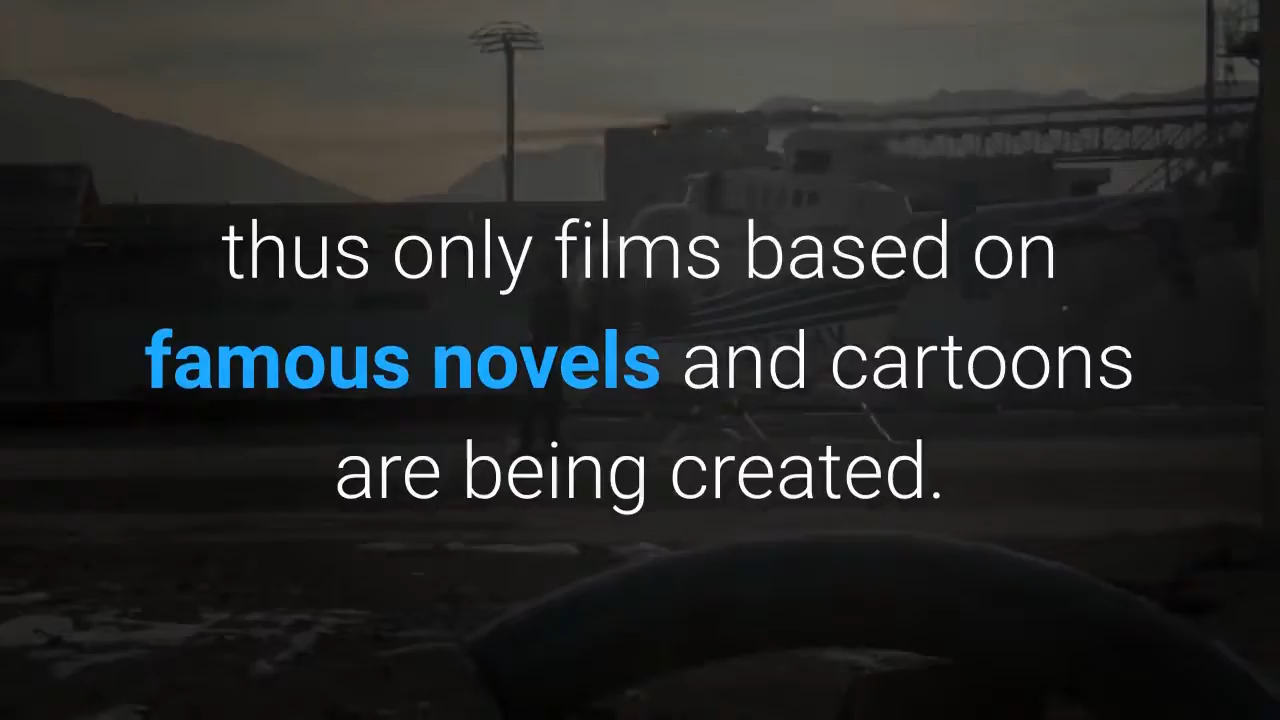 thus only films based on
famous novels and cartoons
are being created.